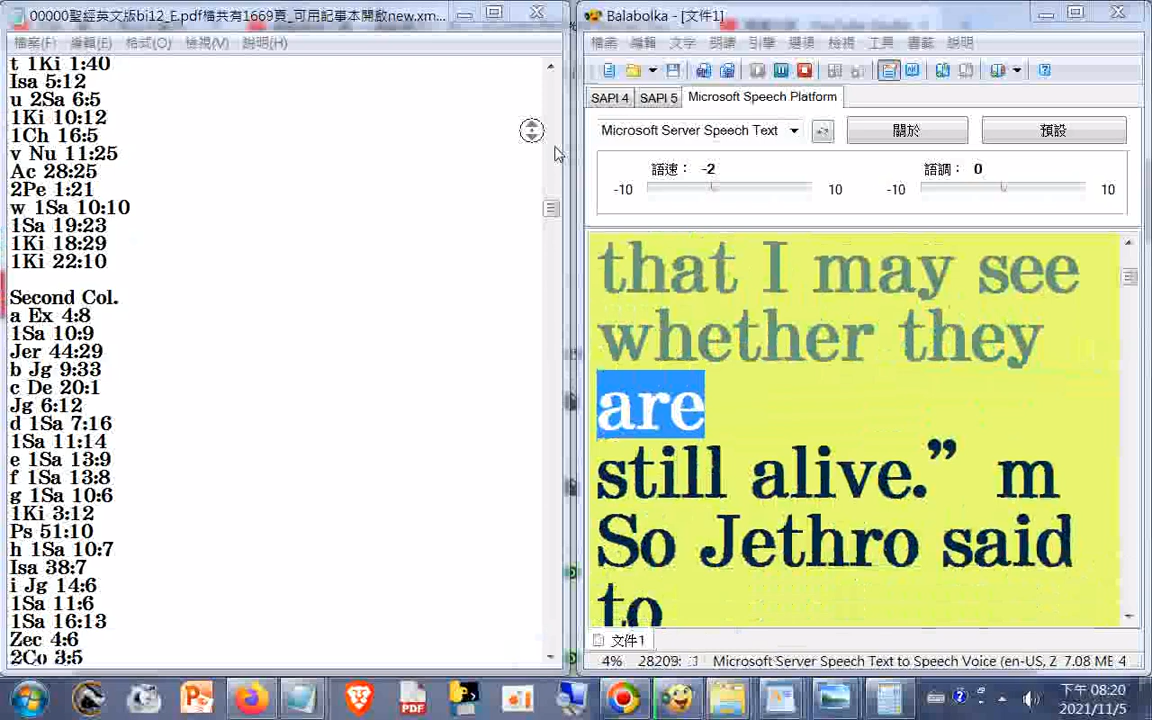 00000聖經英文版bi12_E.pdf檔共有1669頁_可用記事本開啟new.xm...
檔案(F) 編輯(E) 格式(O) 檢視(V) 說明(H)
t 1Ki 1:40
Isa 5:12
u 2Sa 6:5
1Ki 10:12
1Ch 16:5
v Nu 11:25
Ac 28:25
2Pe 1:21
w 1Sa 10:10
1Sa 19:23
1Ki 18:29
1Ki 22:10
Second Col.
a Ex 4:8
1Sa 10:9
Jer 44:29
b Jg 9:33
c De 20:1
Jg 6:12
d 1Sa 7:16
1Sa 11:14
e 1Sa 13:9
f 1Sa 13:8
g 1Sa 10:6
1Ki 3:12
Ps 51:10
h 1Sa 10:7
Isa 38:7
i Jg 14:6
1Sa 11:6
1Sa 16:13
Zec 4:6
2Co 3:5
Balabolka - [文件1]
檔案 編輯 文字 朗讀 引擎 選項 檢視 工具 書籤 說明
SAPI 4 SAPI 5 Microsoft Speech Platform
Microsoft Server Speech Text 關於 預設
語速： -2 語調： 0
-10 10 -10 10
that I may see
whether they
are
still alive.” m
So Jethro said
to
文件1
4% Microsoft Server Speech Text to Speech Voice (en-US, Z 7.08 ME 4
PDF
下午 08:20
2021/11/5